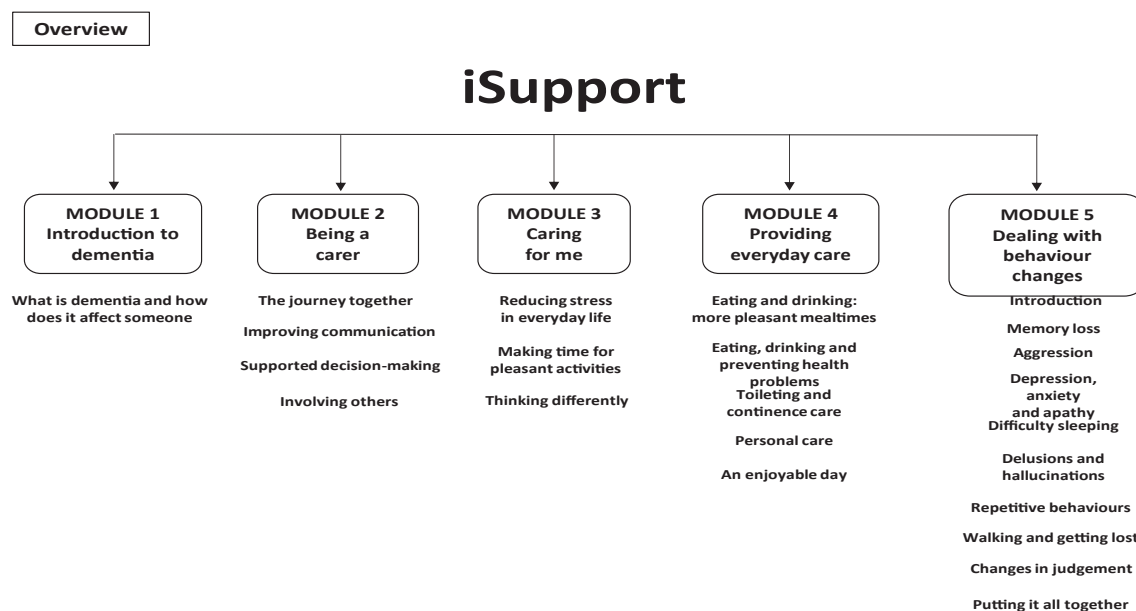 Overview
iSupport
MODULE 1
Introduction to
dementia
What is dementia and how
does it affect someone
MODULE 2
Being a
carer
The journey together
Improving communication
Supported decision-making
Involving others
MODULE 3
Caring
for me
Reducing stress
in everyday life
Making time for
pleasant activities
Thinking differently
MODULE 4
Providing
everyday care
Eating and drinking:
more pleasant mealtimes
Eating, drinking and
preventing health
problems
Toileting and
continence care
Personal care
An enjoyable day
MODULE 5
Dealing with
behaviour
changes
Introduction
Memory loss
Aggression
Depression,
anxiety
and apathy
Difficulty sleeping
Delusions and
hallucinations
Repetitive behaviours
Walking and getting lost
Changes in judgement
Putting it all together